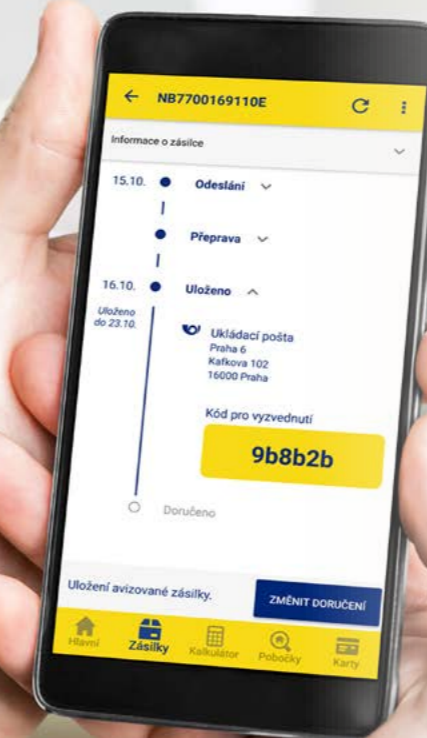 NB7700169110E
Informace o zásilce
15.10. Odeslání
Přeprava
16.10. Uloženo
Uloženo
do 23.10.
Ukládací pošta
Praha 6
Kafkova 102
16000 Praha
Kód pro vyzvednutí
9b8b2b
Doručeno
Uložení avizované zásilky.
ZMĚNIT DORUČENÍ
Hlavní Zásilky Kalkulátor Pobočky Karty